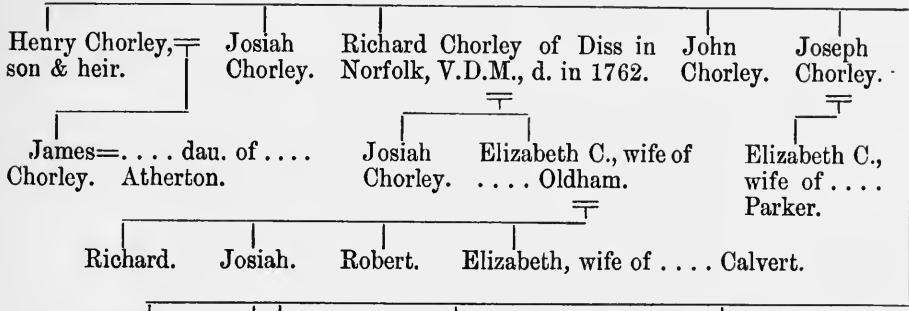 Henry Chorley, son & heir.
Josiah Chorley.
Richard Chorley of Diss in Norfolk, V.D.M., d. in 1762.
John Chorley.
Joseph Chorley.
James Chorley. = .... dau. of .... Atherton.
Josiah Chorley.
Elizabeth C., wife of .... Oldham.
Elizabeth C., wife of .... Parker.
Richard. Josiah. Robert. Elizabeth, wife of .... Calvert.